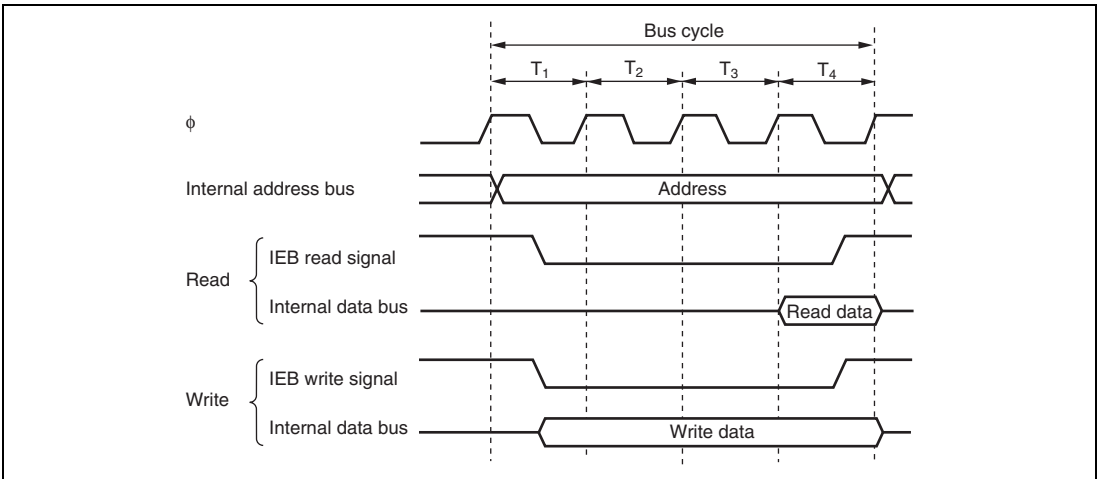 Bus cycle
T₁ T₂ T₃ T₄
ϕ
Internal address bus Address
Read
IEB read signal
Internal data bus Read data
Write
IEB write signal
Internal data bus Write data